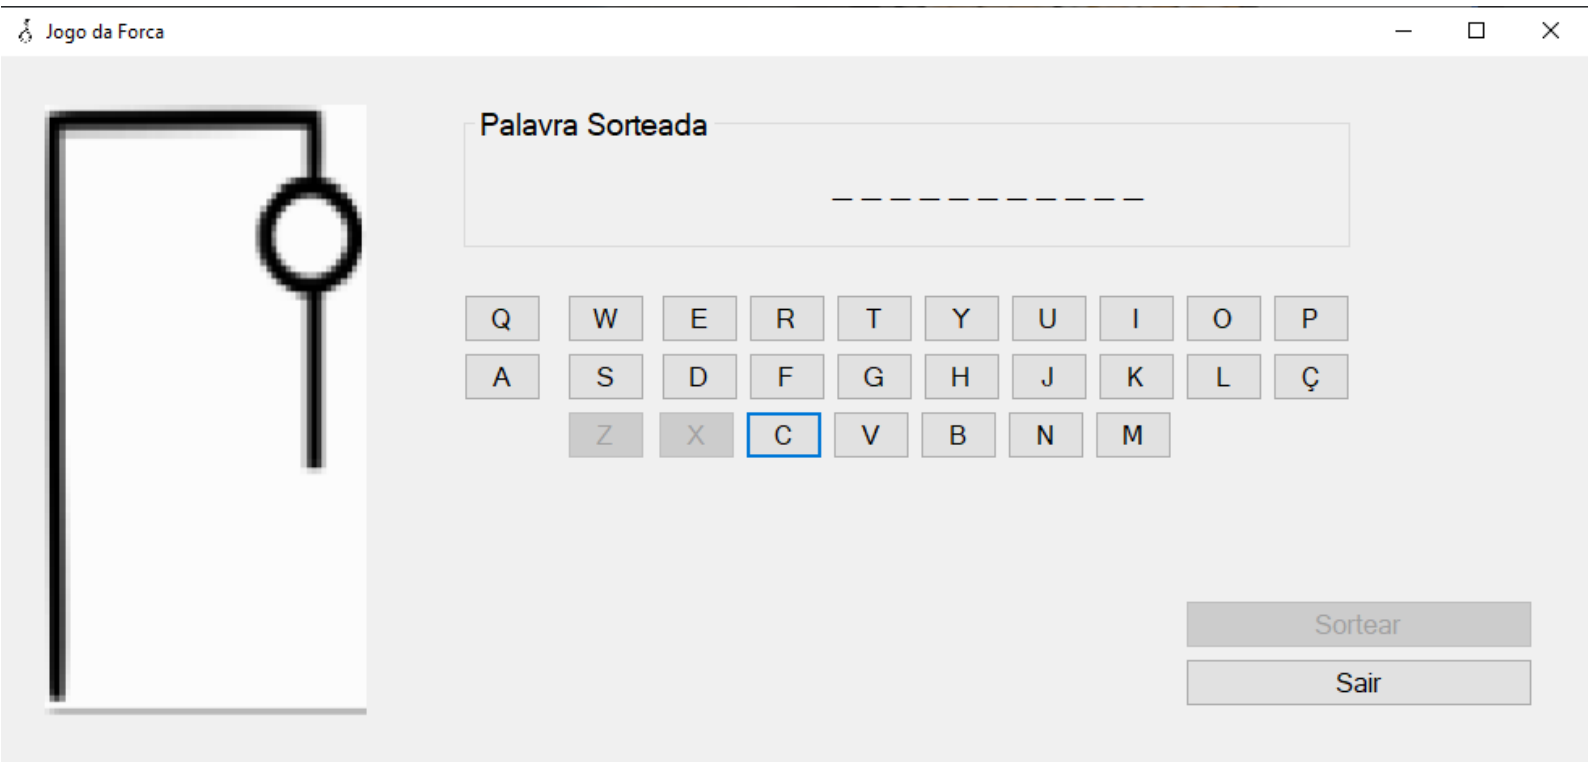 Jogo da Forca
Palavra Sorteada
_ _ _ _ _ _ _ _ _ _ _
Q W E R T Y U I O P
A S D F G H J K L Ç
Z X C V B N M
Sortear
Sair